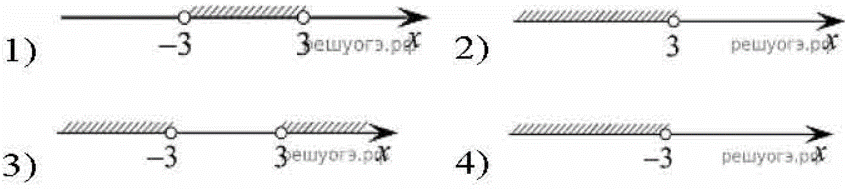 1) −3 3 x решуогэ.рф
2) 3 x решуогэ.рф
3) −3 3 x решуогэ.рф
4) −3 x решуогэ.рф